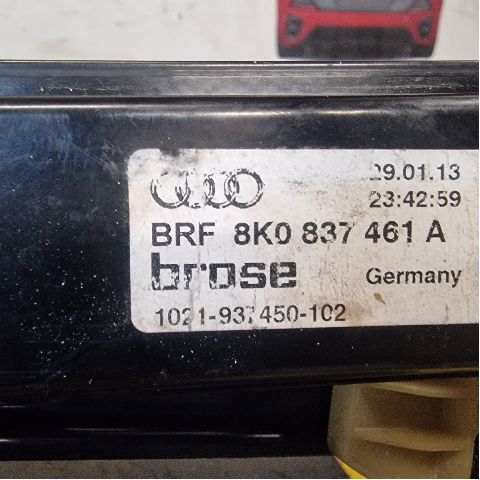 29.01.13
23:42:59
BRF 8K0 837 461 A
brose
Germany
1021-937450-102